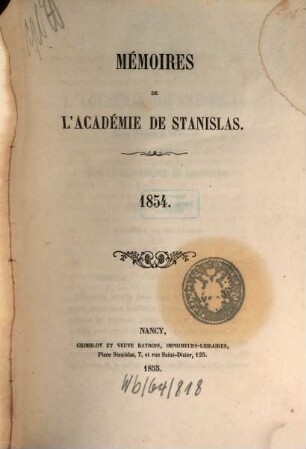 MÉMOIRES
DE
L'ACADÉMIE DE STANISLAS.
1854.
NANCY,
GRIMBLOT ET VEUVE RAYBOIS, IMPRIMEURS-LIBRAIRES,
Place Stanislas, 7, et rue Saint-Dizier, 125.
1855.
Wb/64/818